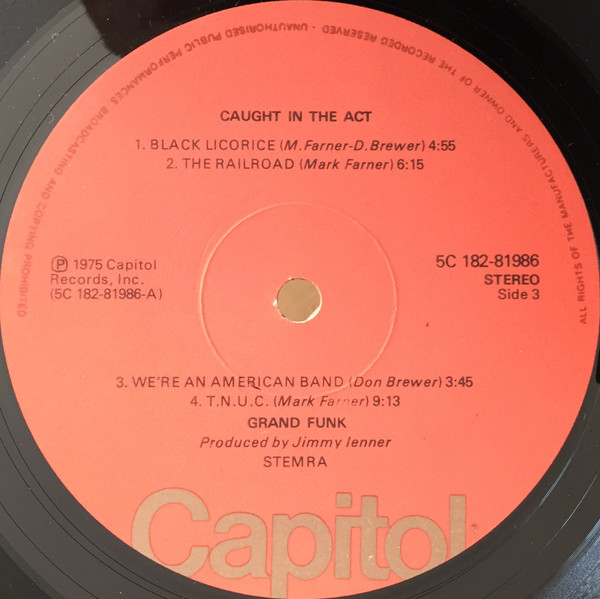 ALL RIGHTS OF THE MANUFACTURERS AND OWNER OF THE RECORDED RESERVED - UNAUTHORISED PUBLIC PERFORMANCES BROADCASTING AND COPYING PROHIBITED
CAUGHT IN THE ACT
1. BLACK LICORICE (M. Farner-D. Brewer) 4:55
2. THE RAILROAD (Mark Farner) 6:15
Ⓟ 1975 Capitol
Records, Inc.
(5C 182-81986-A)
5C 182-81986
STEREO
Side 3
3. WE'RE AN AMERICAN BAND (Don Brewer) 3:45
4. T.N.U.C. (Mark Farner) 9:13
GRAND FUNK
Produced by Jimmy Ienner
STEMRA
Capitol